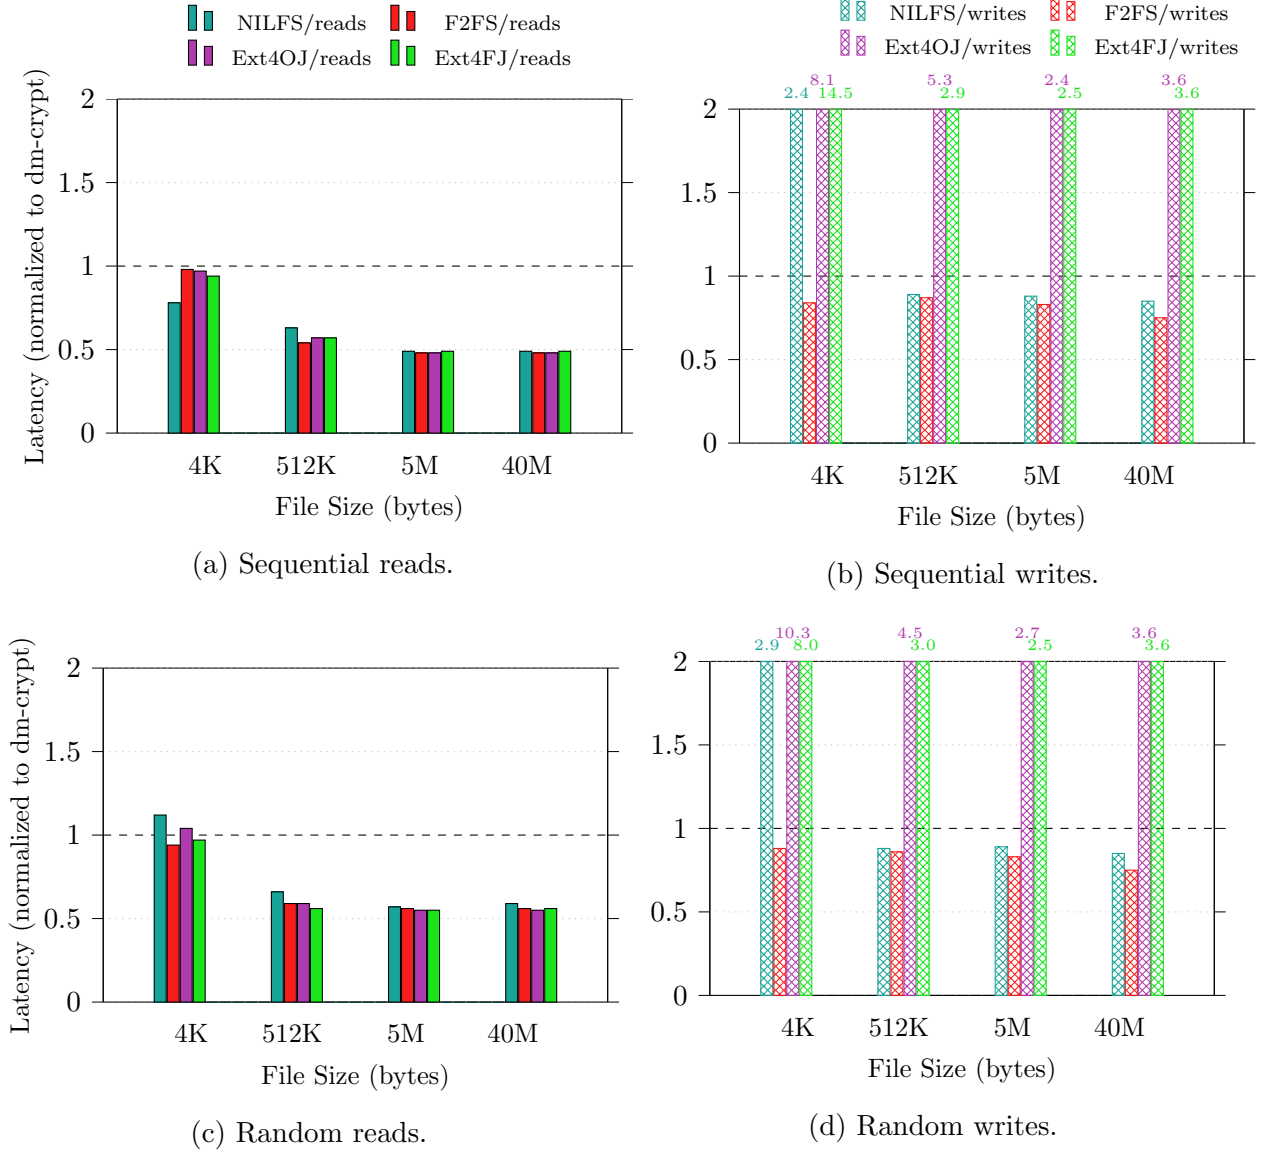 NILFS/reads F2FS/reads
Ext4OJ/reads Ext4FJ/reads
Latency (normalized to dm-crypt)
2
1.5
1
0.5
0
4K 512K 5M 40M
File Size (bytes)
(a) Sequential reads.
NILFS/writes F2FS/writes
Ext4OJ/writes Ext4FJ/writes
8.1 5.3 2.4 3.6
2.4 14.5 2.9 2.5 3.6
2
1.5
1
0.5
0
4K 512K 5M 40M
File Size (bytes)
(b) Sequential writes.
Latency (normalized to dm-crypt)
2
1.5
1
0.5
0
4K 512K 5M 40M
File Size (bytes)
(c) Random reads.
10.3 4.5 2.7 3.6
2.9 8.0 3.0 2.5 3.6
2
1.5
1
0.5
0
4K 512K 5M 40M
File Size (bytes)
(d) Random writes.